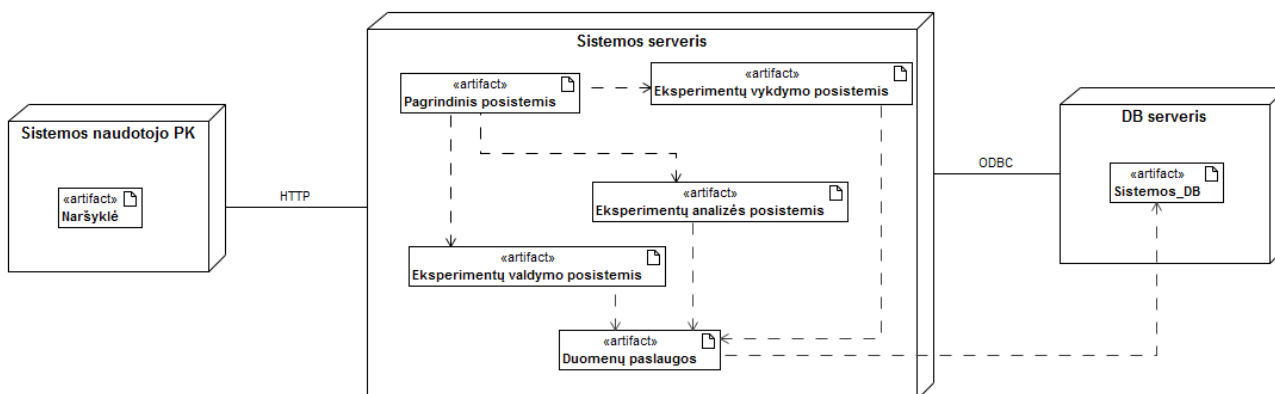 Sistemos serveris
«artifact»
Pagrindinis posistemis
«artifact»
Eksperimentų vykdymo posistemis
Sistemos naudotojo PK
«artifact»
Naršyklė
HTTP
«artifact»
Eksperimentų analizės posistemis
«artifact»
Eksperimentų valdymo posistemis
«artifact»
Duomenų paslaugos
ODBC
DB serveris
«artifact»
Sistemos_DB